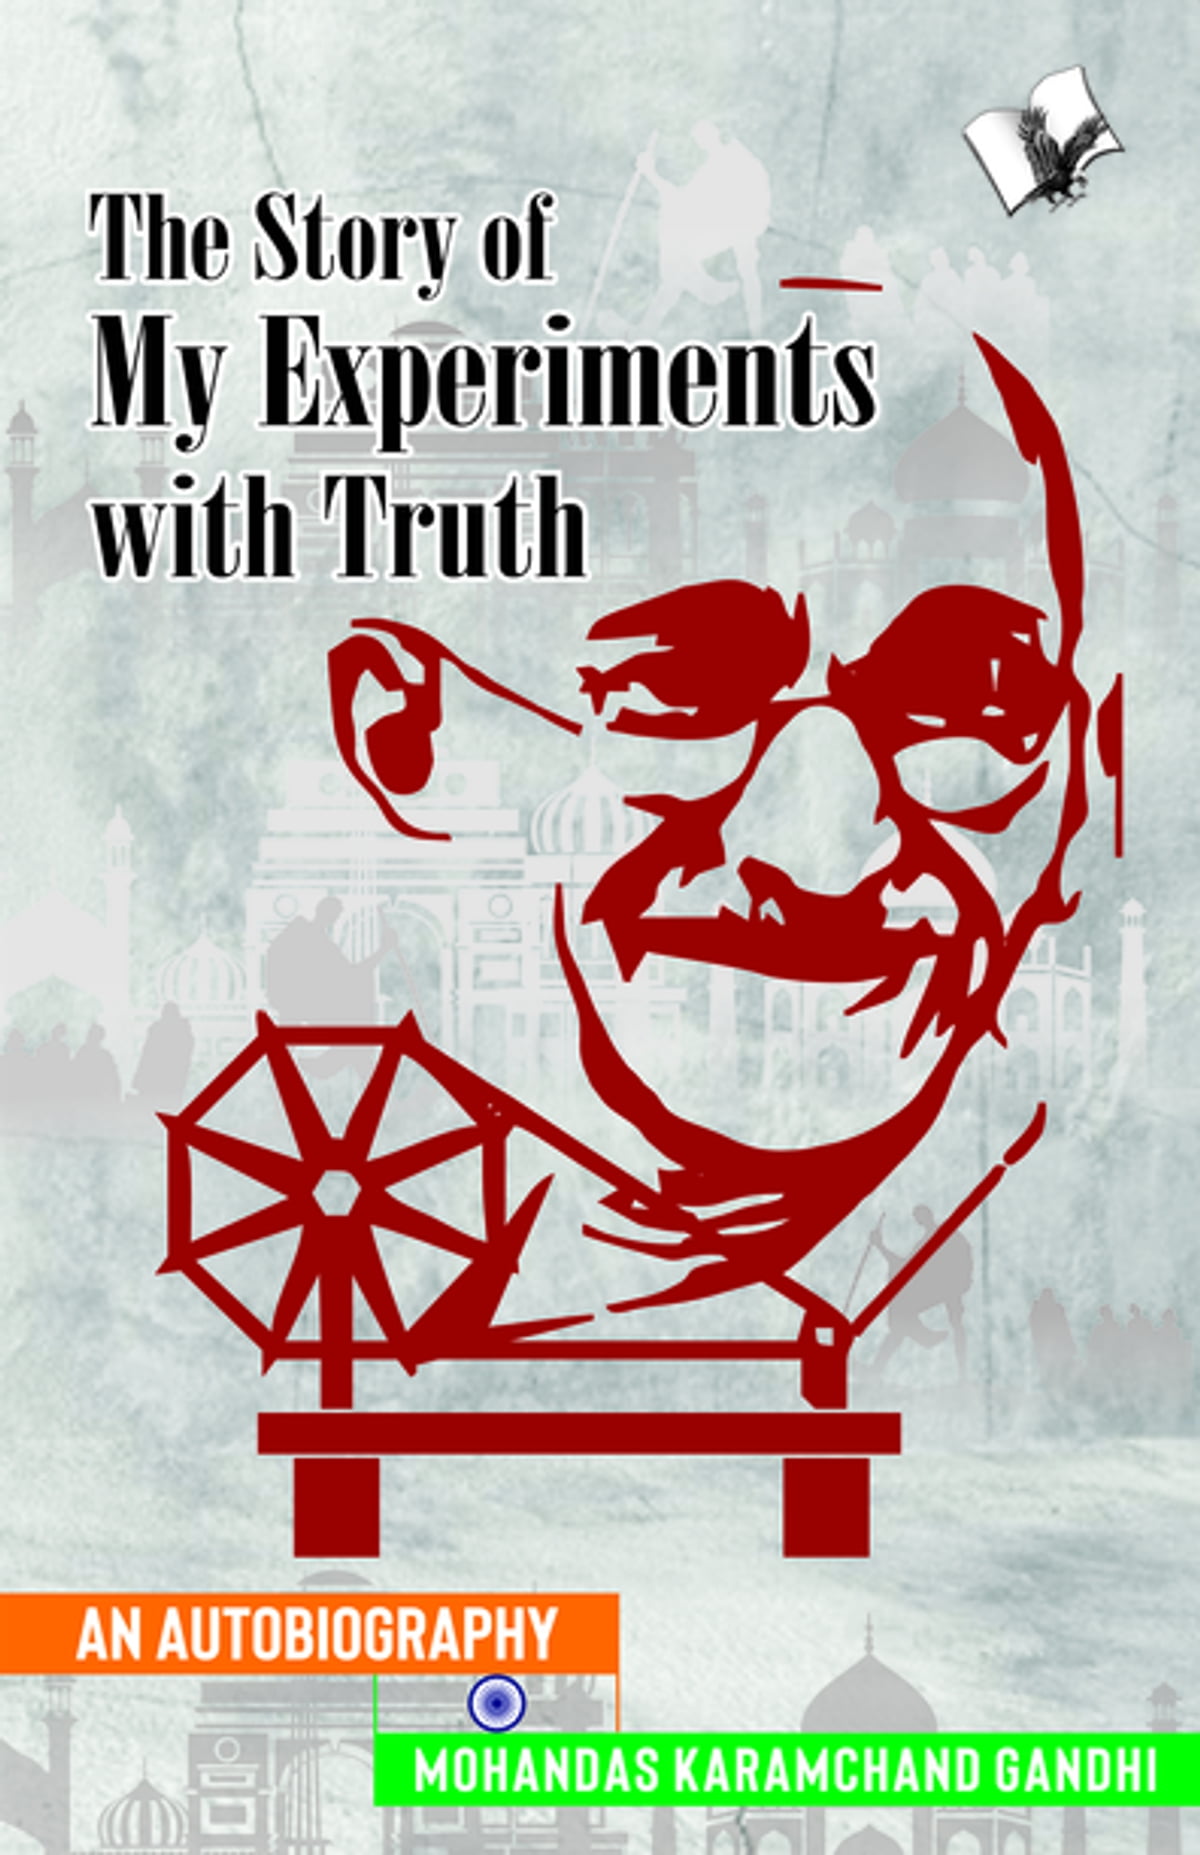 The Story of
My Experiments
with Truth
AN AUTOBIOGRAPHY
MOHANDAS KARAMCHAND GANDHI